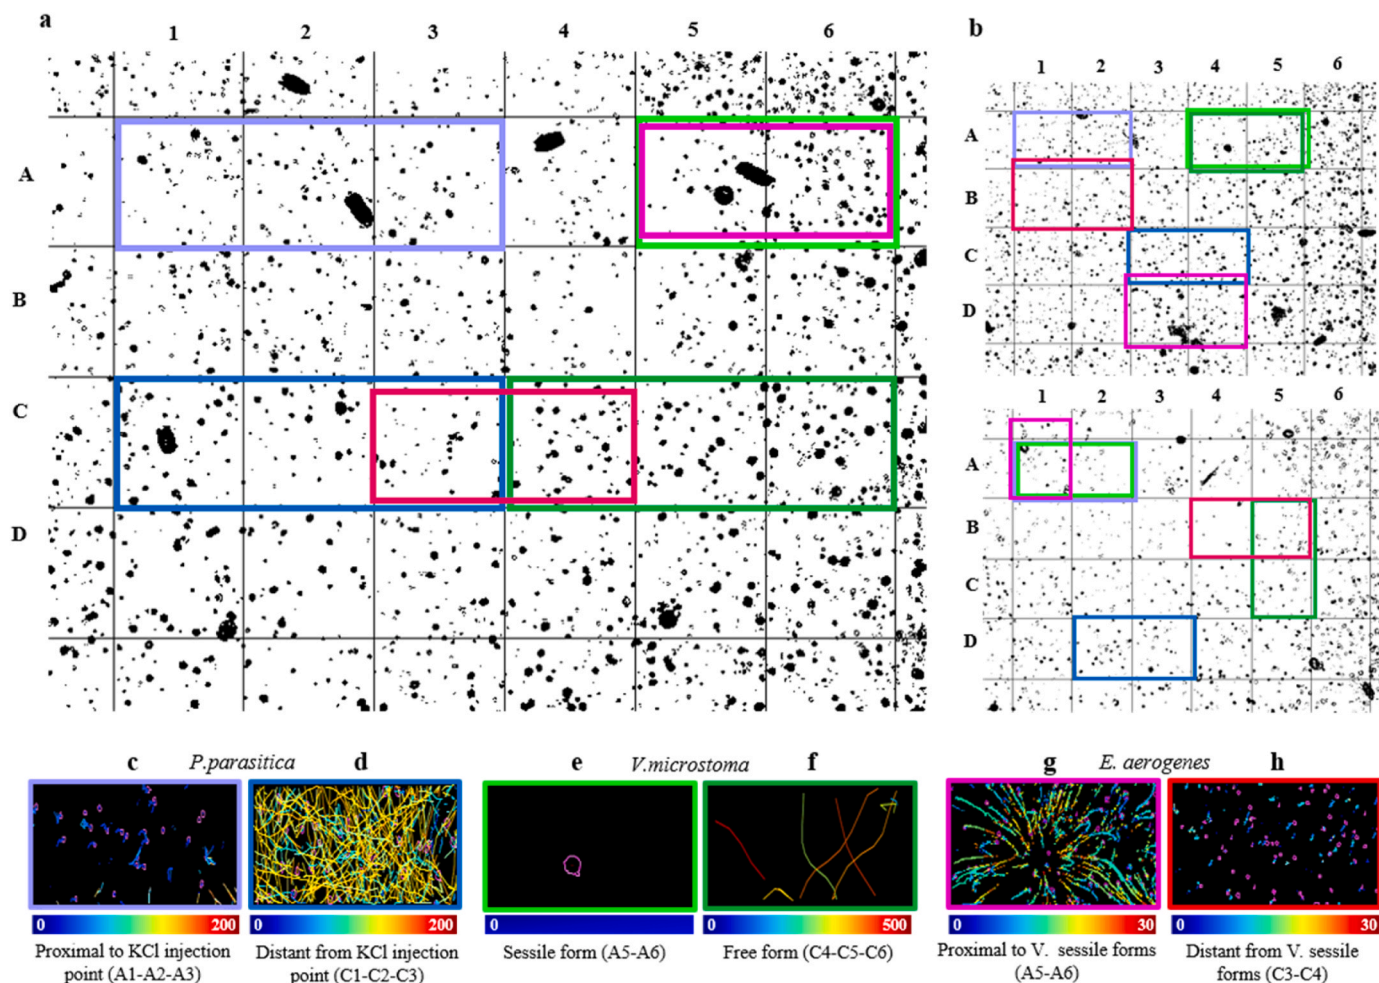 a
1 2 3 4 5 6
A
B
C
D
b
1 2 3 4 5 6
A
B
C
D
1 2 3 4 5 6
A
B
C
D
c P.parasitica d
0 200
0 200
Proximal to KCl injection
point (A1-A2-A3)
Distant from KCl injection
point (C1-C2-C3)
e V.microstoma f
0
0 500
Sessile form (A5-A6)
Free form (C4-C5-C6)
g E. aerogenes h
0 30
0 30
Proximal to V. sessile forms
(A5-A6)
Distant from V. sessile
forms (C3-C4)